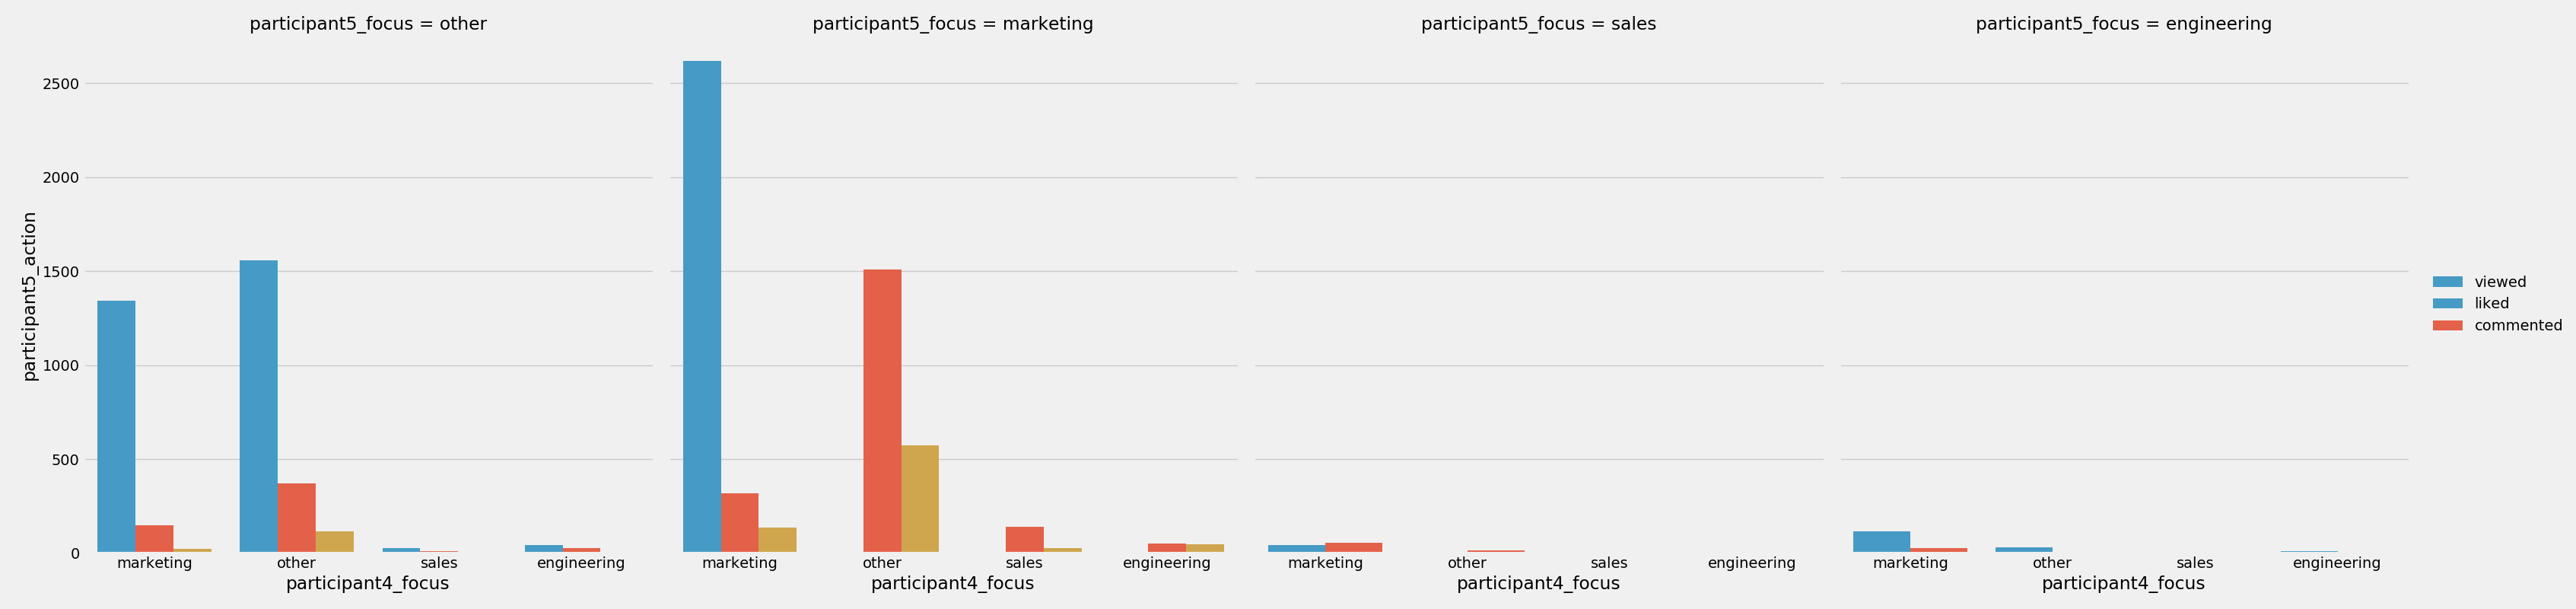 participant5_focus = other
participant5_focus = marketing
participant5_focus = sales
participant5_focus = engineering
participant5_action
2500
2000
1500
1000
500
0
marketing other sales engineering
marketing other sales engineering
marketing other sales engineering
marketing other sales engineering
participant4_focus
participant4_focus
participant4_focus
participant4_focus
viewed
liked
commented